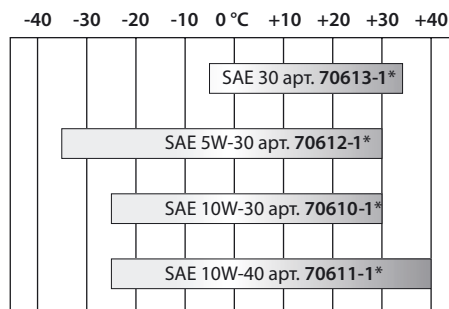 -40 -30 -20 -10 0 °C +10 +20 +30 +40
SAE 30 арт. 70613-1*
SAE 5W-30 арт. 70612-1*
SAE 10W-30 арт. 70610-1*
SAE 10W-40 арт. 70611-1*